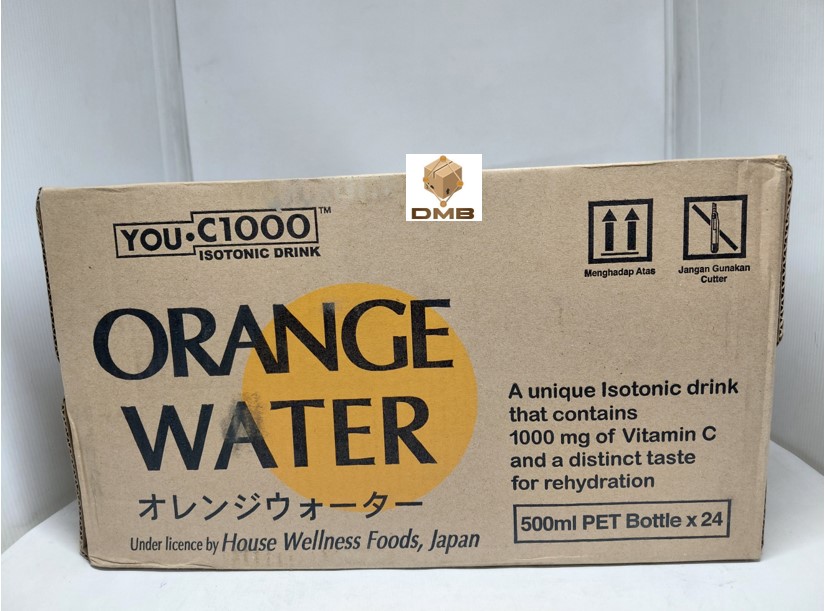 DMB
YOU•C1000™
ISOTONIC DRINK
ORANGE
WATER
オレンジウォーター
Under licence by House Wellness Foods, Japan
Menghadap Atas
Jangan Gunakan
Cutter
A unique Isotonic drink
that contains
1000 mg of Vitamin C
and a distinct taste
for rehydration
500ml PET Bottle x 24